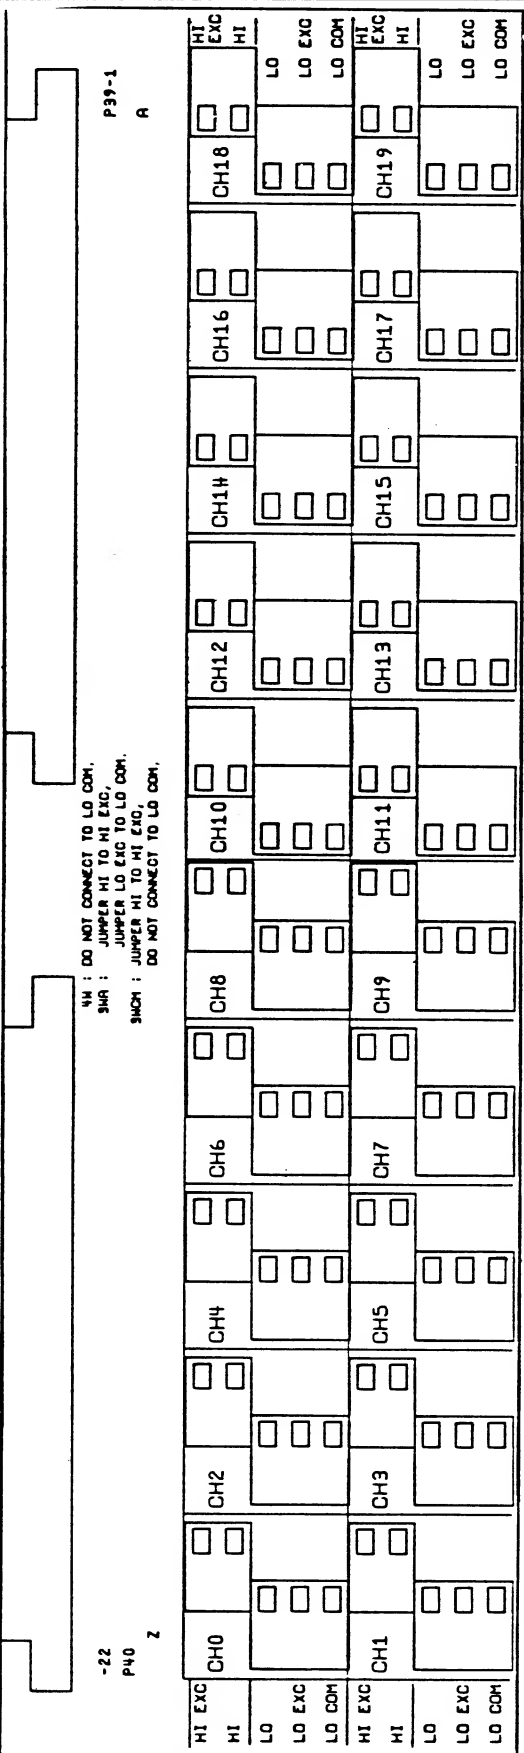 -22
P40
Z
P39-1
A
4W : DO NOT CONNECT TO LO COM.
3WA : JUMPER HI TO HI EXC,
JUMPER LO EXC TO LO COM.
3WCM : JUMPER HI TO HI EXC,
DO NOT CONNECT TO LO COM.
HI EXC
HI
LO
LO EXC
LO COM
HI EXC
HI
LO
LO EXC
LO COM
CH0
CH2
CH4
CH6
CH8
CH10
CH12
CH14
CH16
CH18
CH1
CH3
CH5
CH7
CH9
CH11
CH13
CH15
CH17
CH19
HI
EXC
HI
LO
LO EXC
LO COM
HI
EXC
HI
LO
LO EXC
LO COM